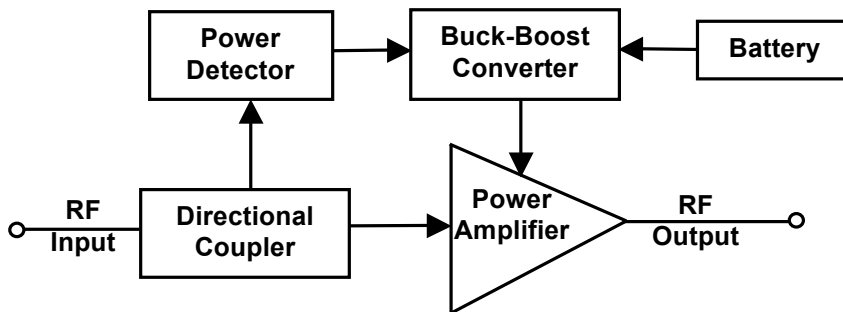 Power
Detector
Buck-Boost
Converter
Battery
RF
Input
Directional
Coupler
Power
Amplifier
RF
Output